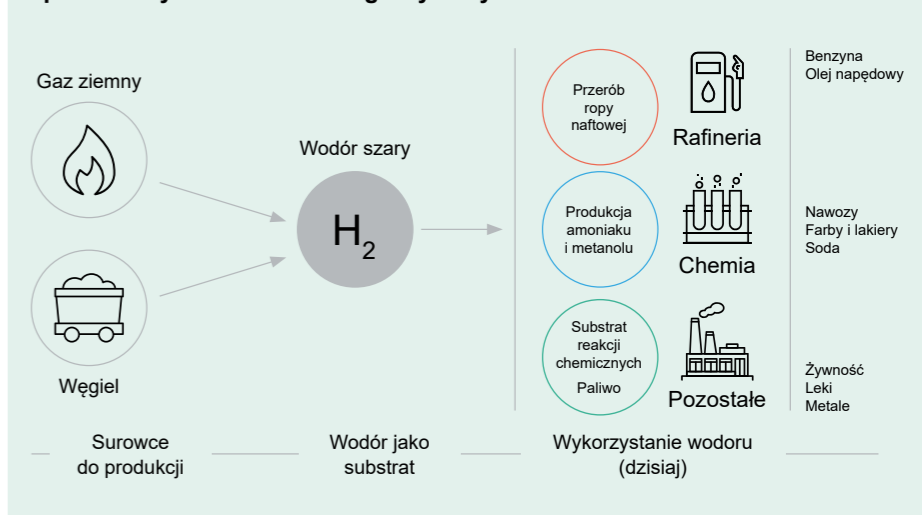 Gaz ziemny
Węgiel
Wodór szary
H2
Przerób
ropy
naftowej
Rafineria
Benzyna
Olej napędowy
Produkcja
amoniaku
i metanolu
Chemia
Nawozy
Farby i lakiery
Soda
Substrat
reakcji
chemicznych
Paliwo
Pozostałe
Żywność
Leki
Metale
Surowce
do produkcji
Wodór jako
substrat
Wykorzystanie wodoru
(dzisiaj)